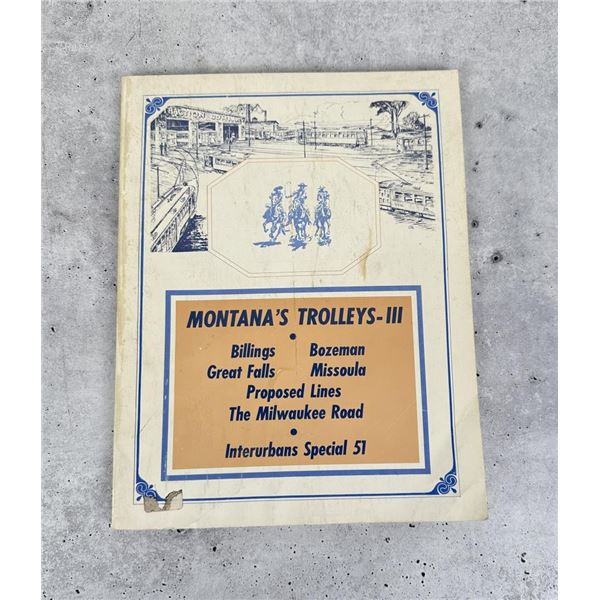 MONTANA'S TROLLEYS-III
•
Billings Bozeman
Great Falls Missoula
Proposed Lines
The Milwaukee Road
•
Interurbans Special 51